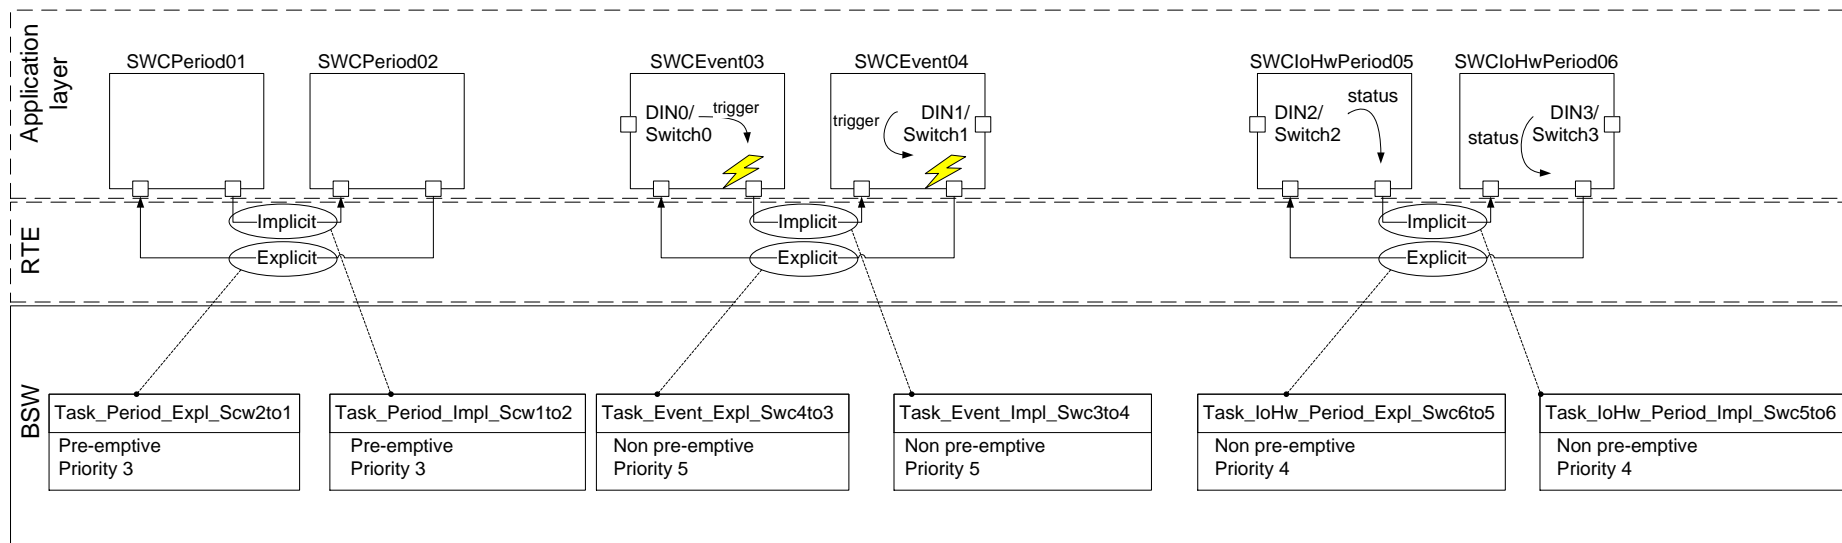 Application
layer
SWCPeriod01
SWCPeriod02
SWCEvent03
SWCEvent04
SWCIoHwPeriod05
SWCIoHwPeriod06
DIN0/
Switch0
trigger
trigger
DIN1/
Switch1
DIN2/
Switch2
status
status
DIN3/
Switch3
RTE
Implicit
Explicit
Implicit
Explicit
Implicit
Explicit
BSW
Task_Period_Expl_Scw2to1
Pre-emptive
Priority 3
Task_Period_Impl_Scw1to2
Pre-emptive
Priority 3
Task_Event_Expl_Swc4to3
Non pre-emptive
Priority 5
Task_Event_Impl_Swc3to4
Non pre-emptive
Priority 5
Task_IoHw_Period_Expl_Swc6to5
Non pre-emptive
Priority 4
Task_IoHw_Period_Impl_Swc5to6
Non pre-emptive
Priority 4